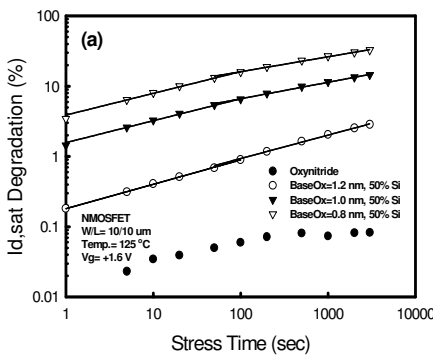 100
(a)
10
1
0.1
0.01
Id,sat Degradation (%)
Oxynitride
BaseOx=1.2 nm, 50% Si
BaseOx=1.0 nm, 50% Si
BaseOx=0.8 nm, 50% Si
NMOSFET
W/L= 10/10 um
Temp.= 125 °C
Vg= +1.6 V
1 10 100 1000 10000
Stress Time (sec)